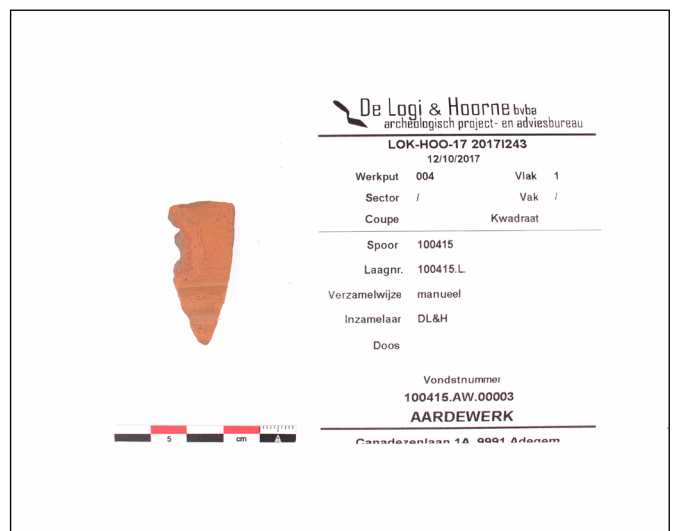 De Logi & Hoorne bvba
archeologisch project- en adviesbureau
LOK-HOO-17 2017I243
12/10/2017
Werkput 004 Vlak 1
Sector / Vak /
Coupe Kwadraat
Spoor 100415
Laagnr. 100415.L.
Verzamelwijze manueel
Inzamelaar DL&H
Doos
Vondstnummer
100415.AW.00003
AARDEWERK
Canadezenlaan 1A, 9991 Adegem
5 cm A